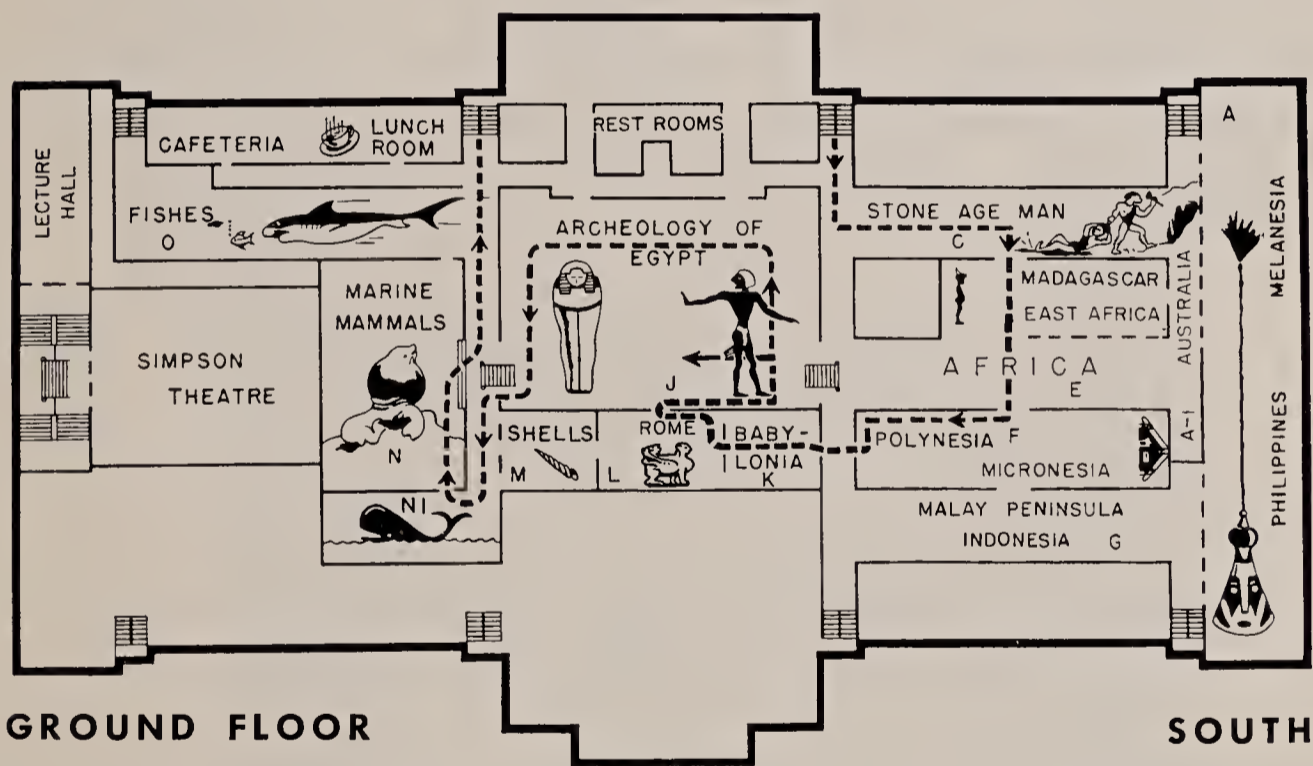 LECTURE
HALL
CAFETERIA
LUNCH
ROOM
REST ROOMS
FISHES
O
STONE AGE MAN
C
A
MELANESIA
ARCHEOLOGY OF
EGYPT
MADAGASCAR
EAST AFRICA
AUSTRALIA
MARINE
MAMMALS
SIMPSON
THEATRE
AFRICA
E
J
N
SHELLS
M
ROME
L
BABY-
LONIA
K
POLYNESIA F
MICRONESIA
A-1
PHILIPPINES
NI
MALAY PENINSULA
INDONESIA G
GROUND FLOOR
SOUTH